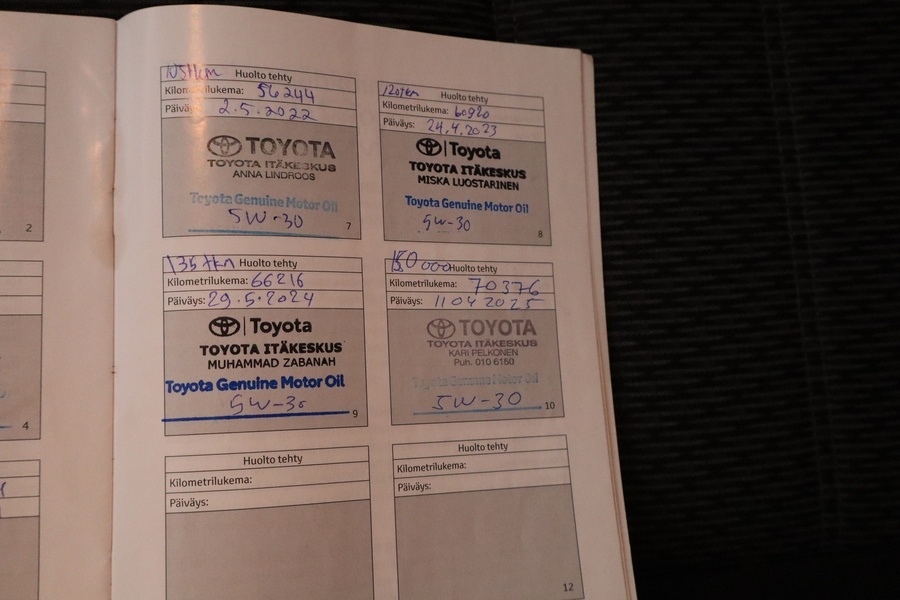 2
4
105tkm Huolto tehty
Kilometrilukema: 56244
Päiväys: 2.5.2022
TOYOTA
TOYOTA ITÄKESKUS
ANNA LINDROOS
Toyota Genuine Motor Oil
5W-30
7
120tkm Huolto tehty
Kilometrilukema: 60920
Päiväys: 24.4.2023
Toyota
TOYOTA ITÄKESKUS
MISKA LUOSTARINEN
Toyota Genuine Motor Oil
5W-30
8
135 tkm Huolto tehty
Kilometrilukema: 66216
Päiväys: 29.5.2024
Toyota
TOYOTA ITÄKESKUS
MUHAMMAD ZABANAH
Toyota Genuine Motor Oil
5W-30
9
150 000 Huolto tehty
Kilometrilukema: 70376
Päiväys: 11 04 2025
TOYOTA
TOYOTA ITÄKESKUS
KARI PELKONEN
Puh. 010 6150
Toyota Genuine Motor Oil
5W-30
10
Huolto tehty
Kilometrilukema:
Päiväys:
Huolto tehty
Kilometrilukema:
Päiväys:
12